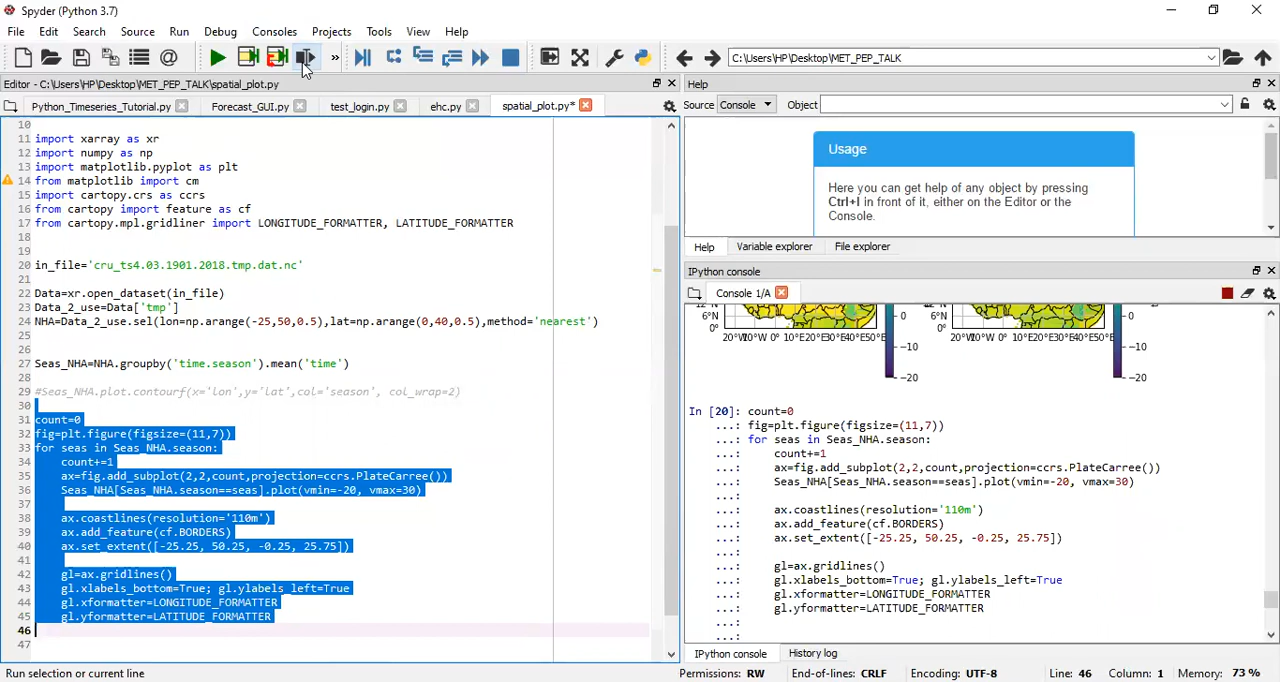 Spyder (Python 3.7)
File Edit Search Source Run Debug Consoles Projects Tools View Help
C:\Users\HP\Desktop\MET_PEP_TALK
Editor - C:\Users\HP\Desktop\MET_PEP_TALK\spatial_plot.py
Python_Timeseries_Tutorial.py Forecast_GUI.py test_login.py ehc.py spatial_plot.py*
10
11 import xarray as xr
12 import numpy as np
13 import matplotlib.pyplot as plt
14 from matplotlib import cm
15 import cartopy.crs as ccrs
16 from cartopy import feature as cf
17 from cartopy.mpl.gridliner import LONGITUDE_FORMATTER, LATITUDE_FORMATTER
18
19
20 in_file='cru_ts4.03.1901.2018.tmp.dat.nc'
21
22 Data=xr.open_dataset(in_file)
23 Data_2_use=Data['tmp']
24 NHA=Data_2_use.sel(lon=np.arange(-25,50,0.5),lat=np.arange(0,40,0.5),method='nearest')
25
26
27 Seas_NHA=NHA.groupby('time.season').mean('time')
28
29 #Seas_NHA.plot.contourf(x='lon',y='lat',col='season', col_wrap=2)
30
31 count=0
32 fig=plt.figure(figsize=(11,7))
33 for seas in Seas_NHA.season:
34 count+=1
35 ax=fig.add_subplot(2,2,count,projection=ccrs.PlateCarree())
36 Seas_NHA[Seas_NHA.season==seas].plot(vmin=-20, vmax=30)
37
38 ax.coastlines(resolution='110m')
39 ax.add_feature(cf.BORDERS)
40 ax.set_extent([-25.25, 50.25, -0.25, 25.75])
41
42 gl=ax.gridlines()
43 gl.xlabels_bottom=True; gl.ylabels_left=True
44 gl.xformatter=LONGITUDE_FORMATTER
45 gl.yformatter=LATITUDE_FORMATTER
46
47
Help
Source Console Object
Usage
Here you can get help of any object by pressing
Ctrl+I in front of it, either on the Editor or the
Console.
Help Variable explorer File explorer
IPython console
Console 1/A
6°N 0 6°N 0
0° 0°
20°W10°W 0° 10°E 20°E 30°E 40°E50°E 20°W10°W 0° 10°E 20°E 30°E 40°E50°E
−10 −10
−20 −20
In [20]: count=0
...: fig=plt.figure(figsize=(11,7))
...: for seas in Seas_NHA.season:
...: count+=1
...: ax=fig.add_subplot(2,2,count,projection=ccrs.PlateCarree())
...: Seas_NHA[Seas_NHA.season==seas].plot(vmin=-20, vmax=30)
...:
...: ax.coastlines(resolution='110m')
...: ax.add_feature(cf.BORDERS)
...: ax.set_extent([-25.25, 50.25, -0.25, 25.75])
...:
...: gl=ax.gridlines()
...: gl.xlabels_bottom=True; gl.ylabels_left=True
...: gl.xformatter=LONGITUDE_FORMATTER
...: gl.yformatter=LATITUDE_FORMATTER
...:
...:
IPython console History log
Run selection or current line Permissions: RW End-of-lines: CRLF Encoding: UTF-8 Line: 46 Column: 1 Memory: 73 %